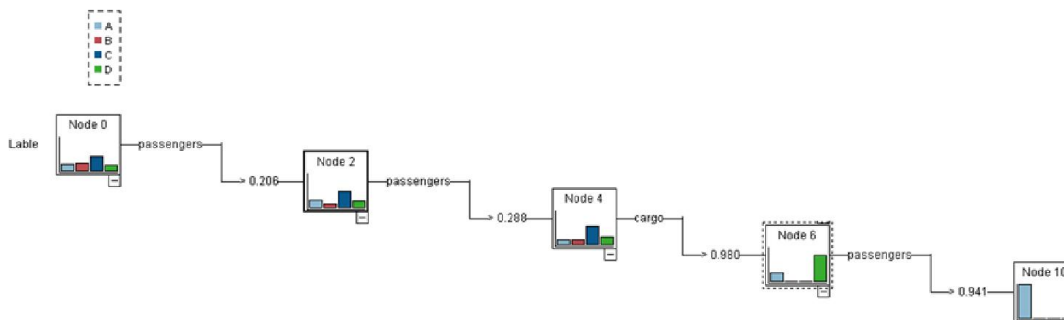 A
B
C
D
Lable
Node 0
passengers
> 0.206
Node 2
passengers
> 0.288
Node 4
cargo
> 0.980
Node 6
passengers
> 0.941
Node 10